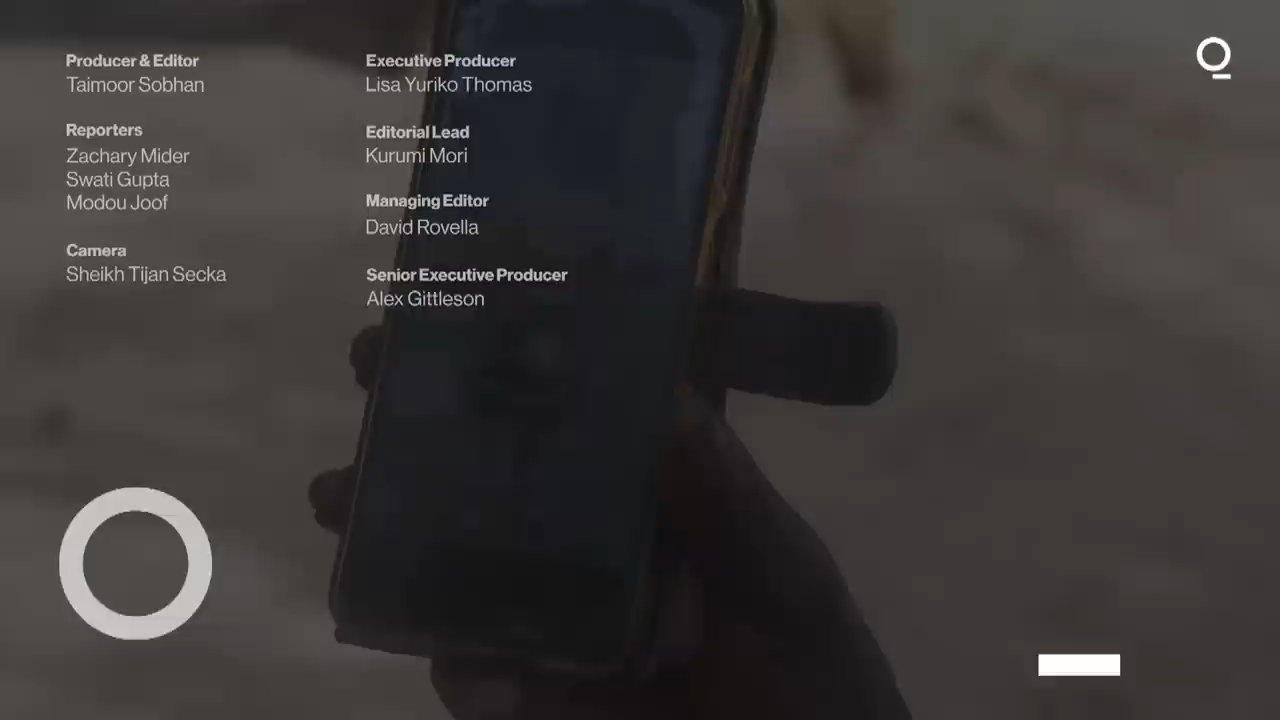 Producer & Editor
Taimoor Sobhan
Reporters
Zachary Mider
Swati Gupta
Modou Joof
Camera
Sheikh Tijan Secka
Executive Producer
Lisa Yuriko Thomas
Editorial Lead
Kurumi Mori
Managing Editor
David Rovella
Senior Executive Producer
Alex Gittleson